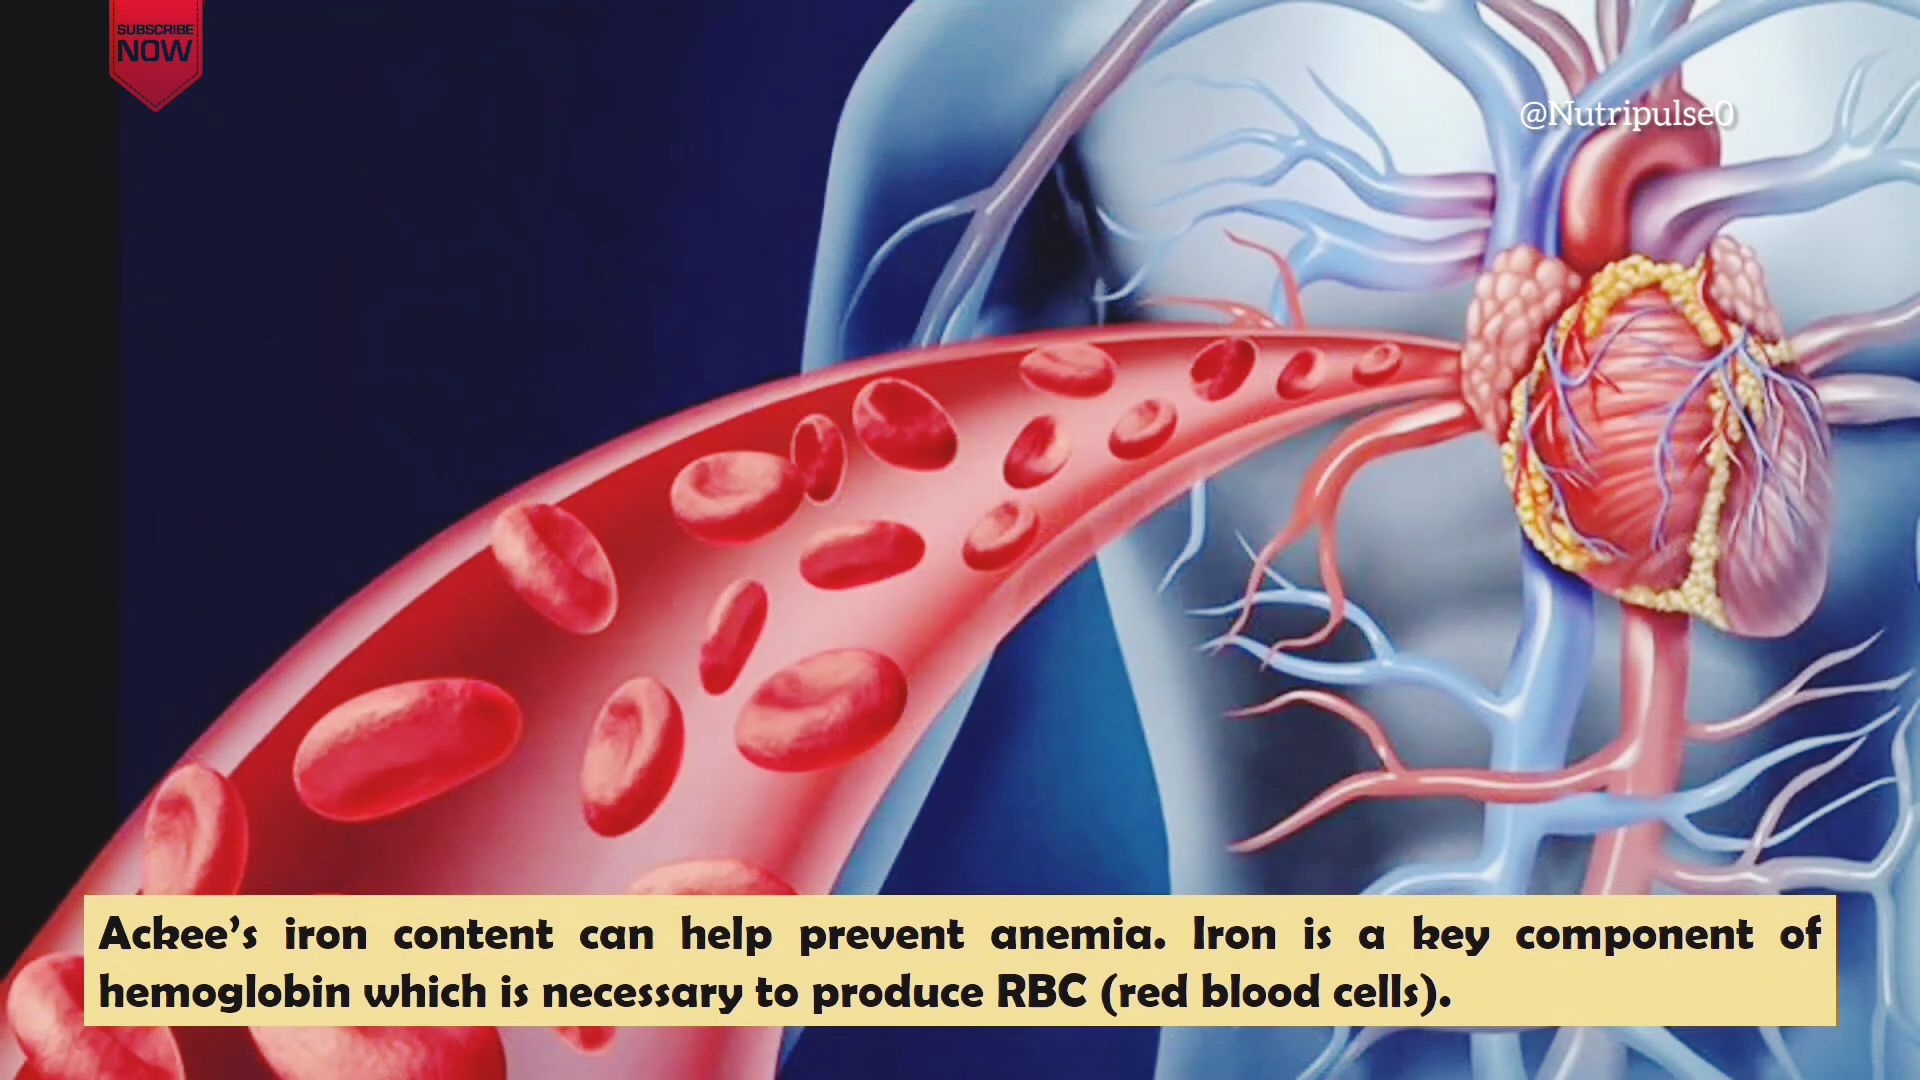 SUBSCRIBE
NOW
@Nutripulse0
Ackee’s iron content can help prevent anemia. Iron is a key component of
hemoglobin which is necessary to produce RBC (red blood cells).